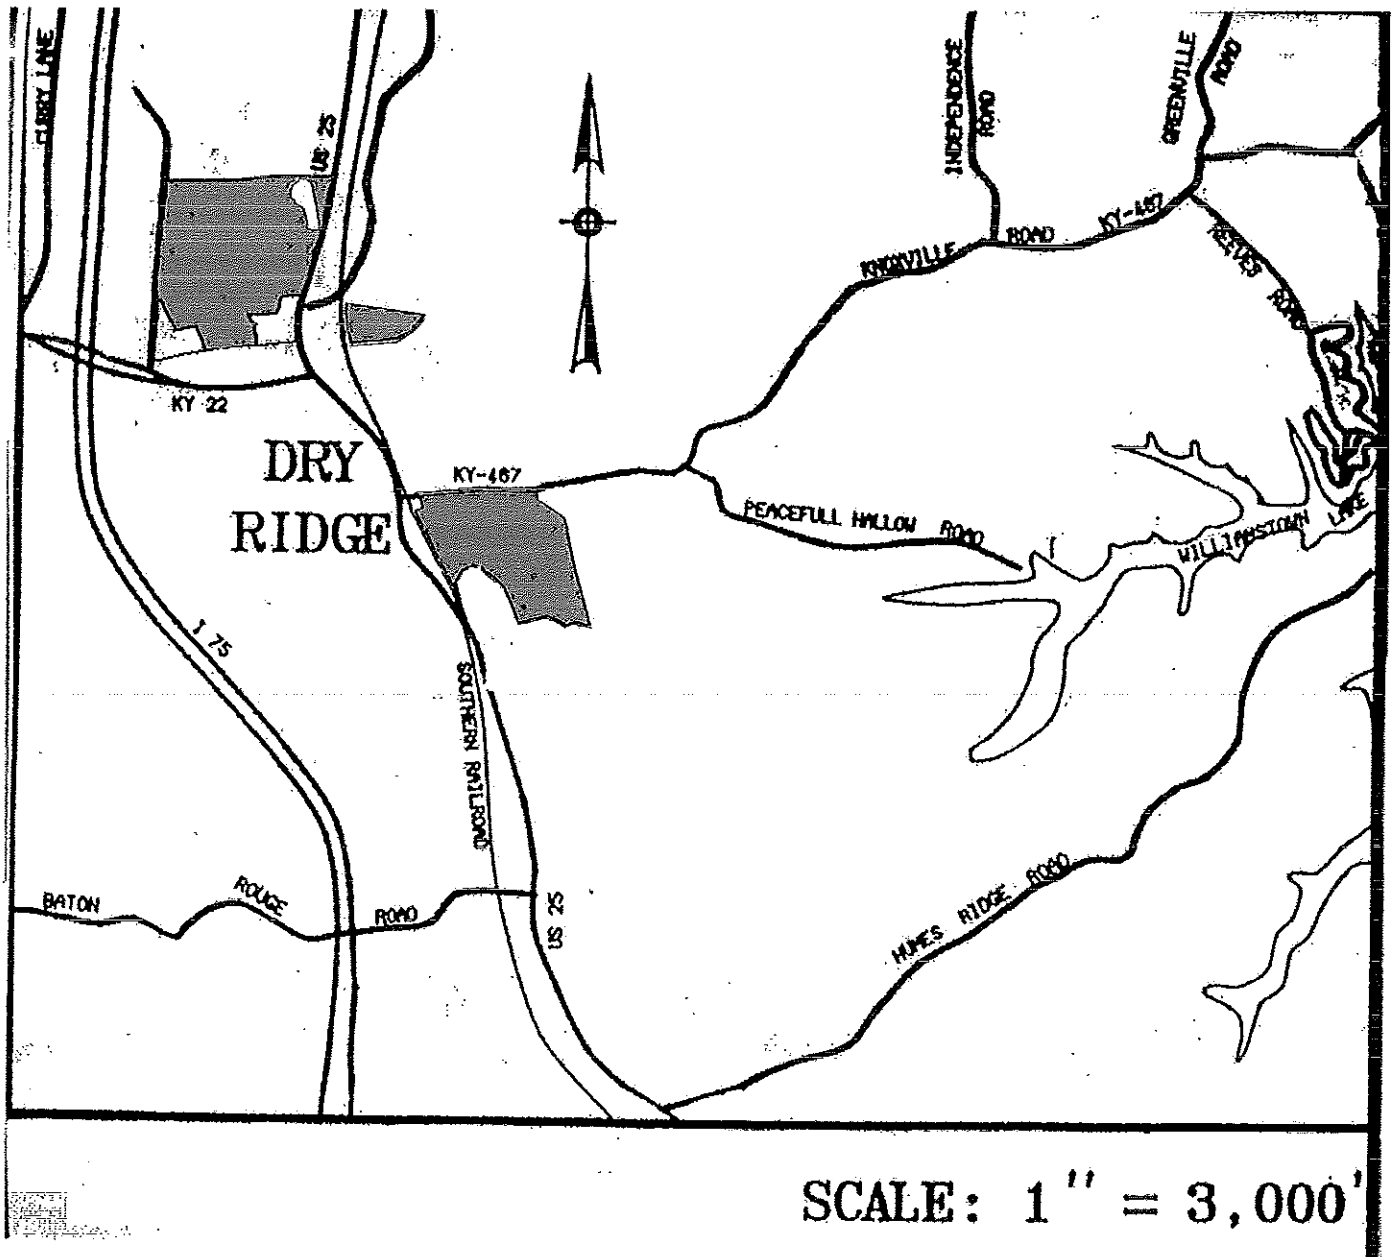 CURRY LANE
US 25
INDEPENDENCE
ROAD
GREENVILLE
ROAD
KNOXVILLE ROAD KY-467
REEVES ROAD
KY 22
DRY
RIDGE
KY-467
PEACEFULL HALLOW ROAD
WILLIAMSTOWN LAKE
I 75
SOUTHERN RAILROAD
BATON ROUGE ROAD
US 25
HUMES RIDGE ROAD
SCALE: 1" = 3,000'